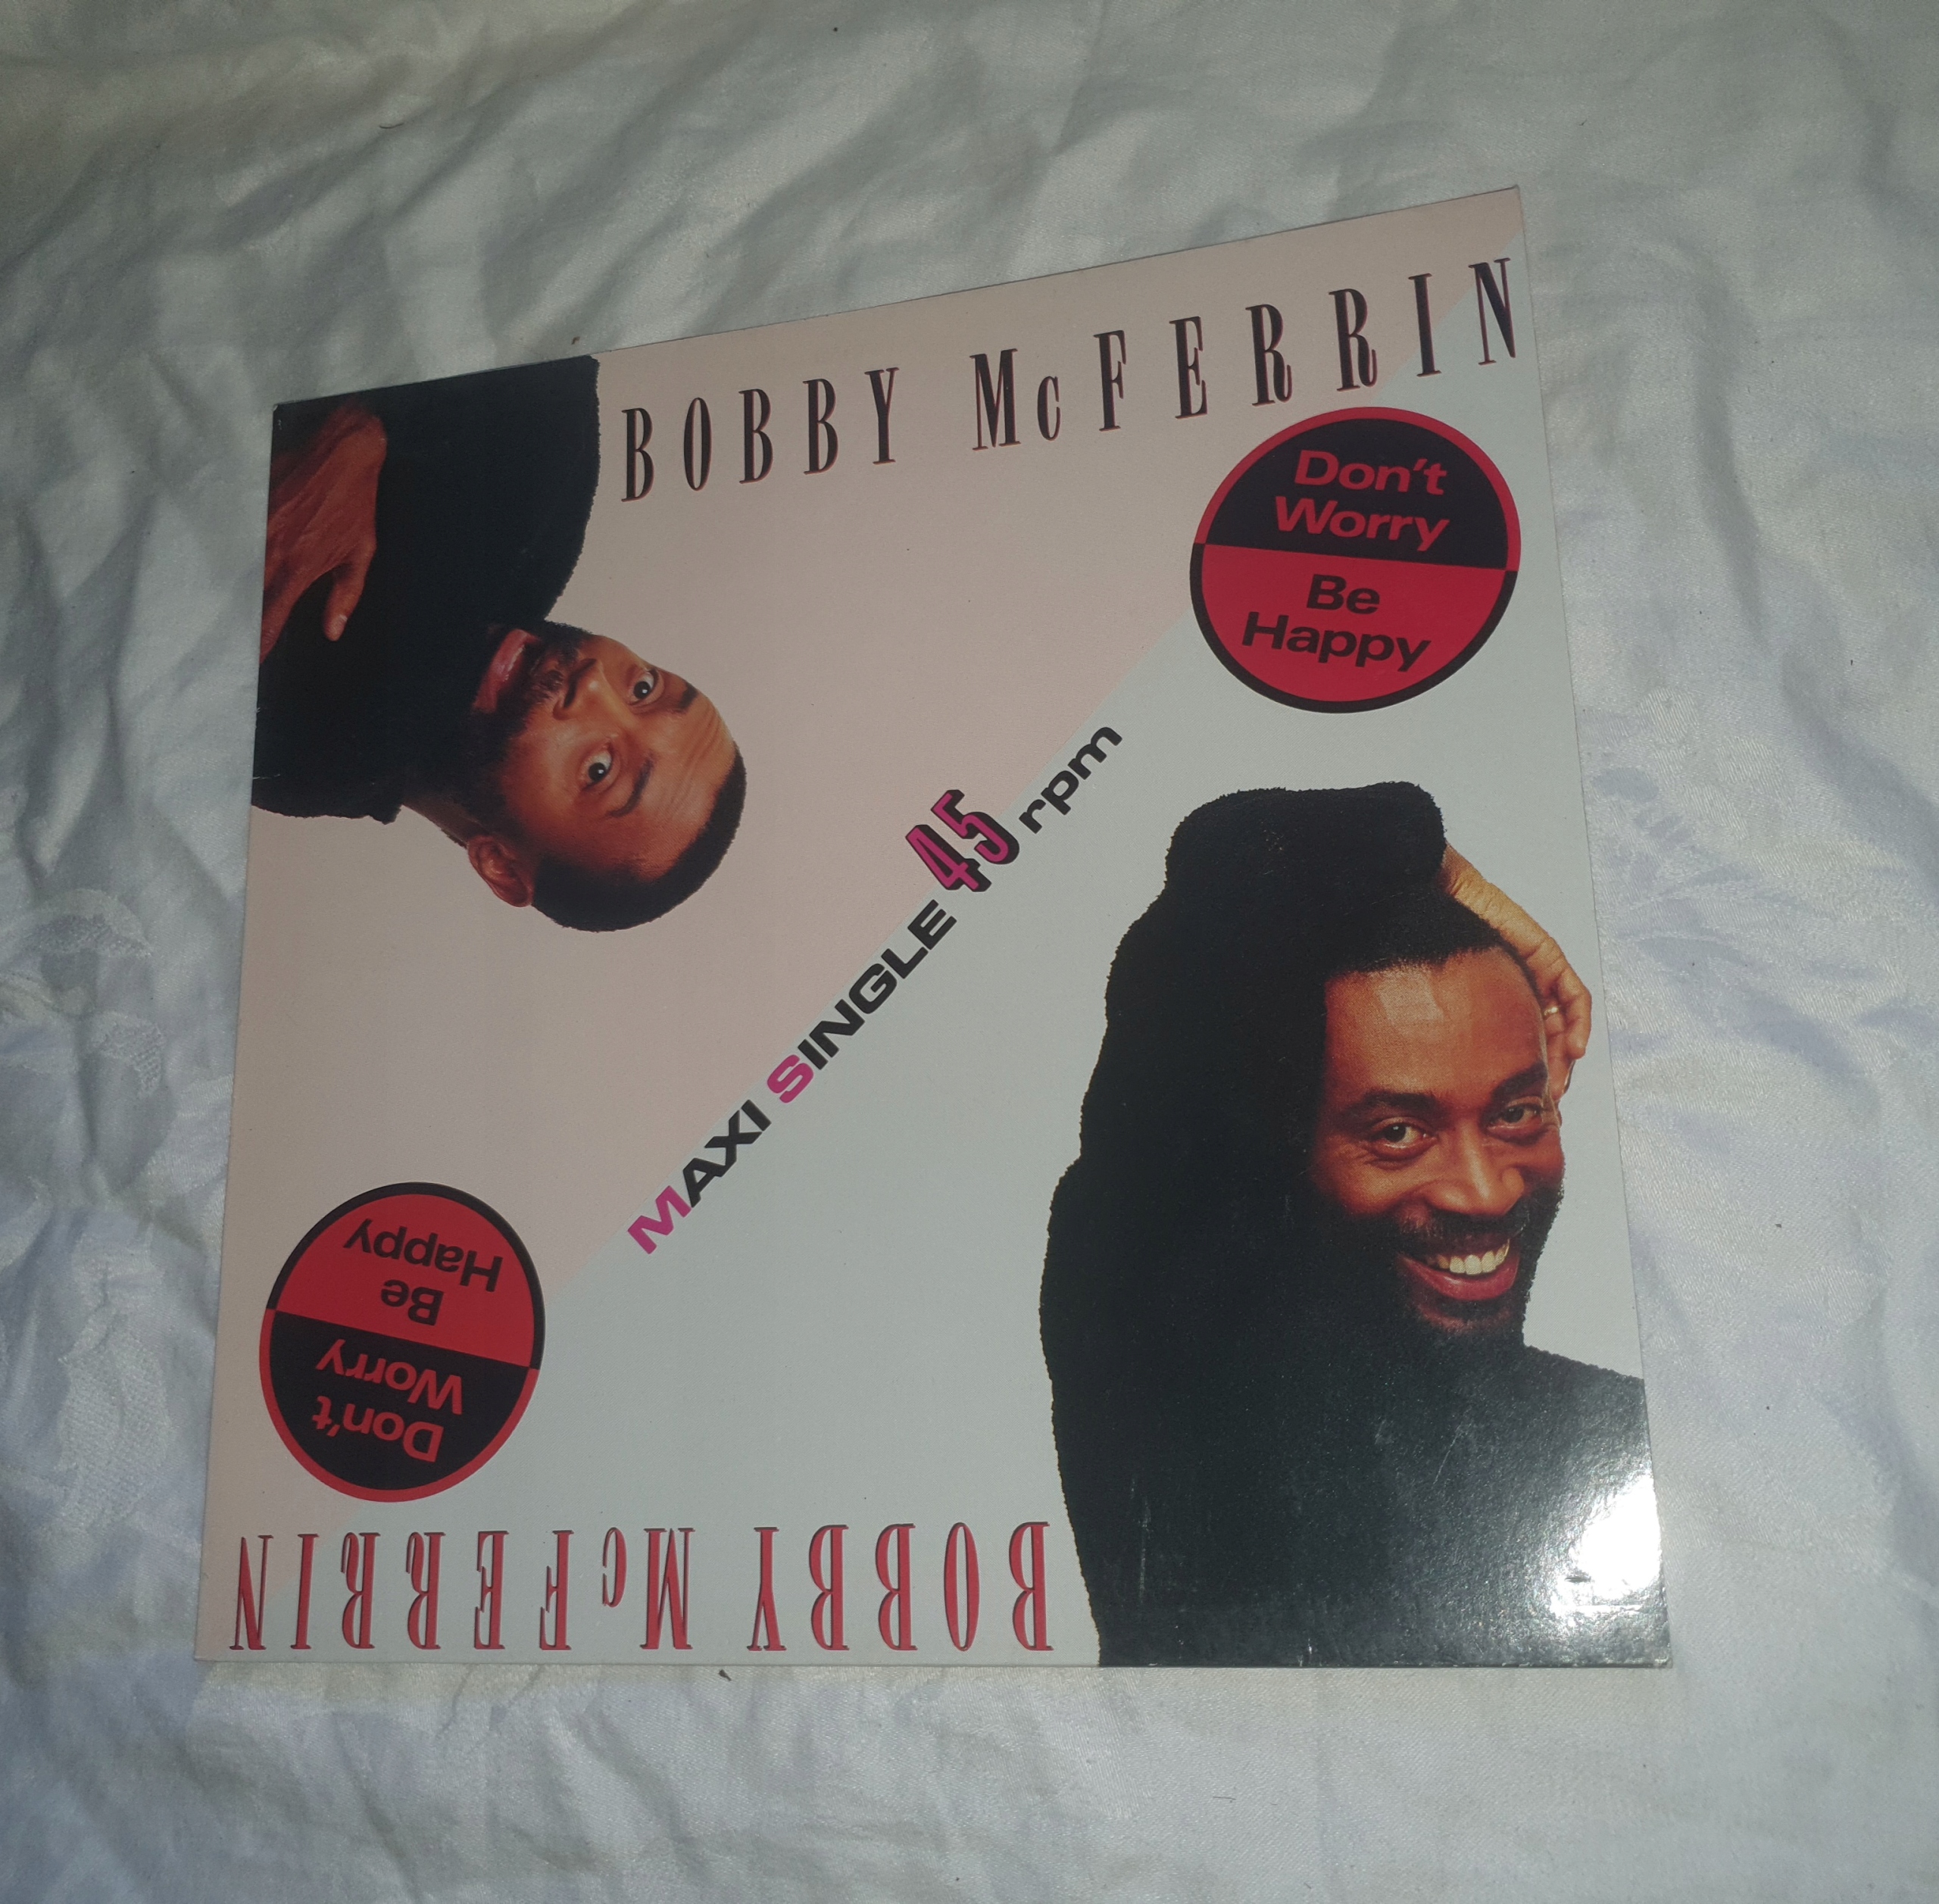 BOBBY McFERRIN
Don't
Worry
Be
Happy
MAXI SINGLE 45 rpm
Don't
Worry
Be
Happy
BOBBY McFERRIN